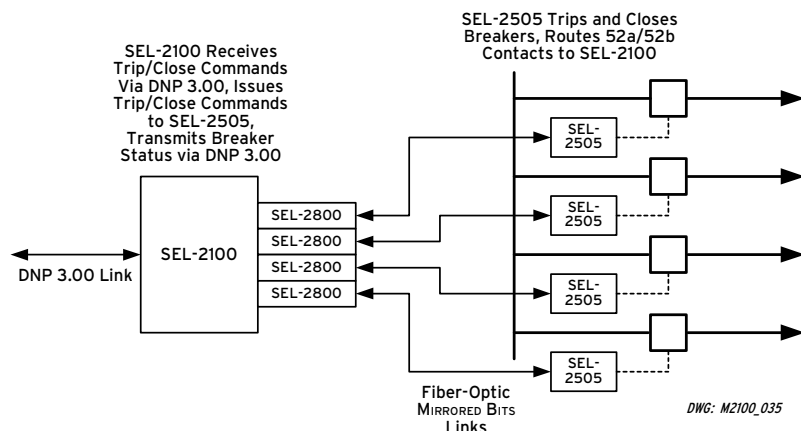 SEL-2505 Trips and Closes
Breakers, Routes 52a/52b
Contacts to SEL-2100
SEL-2100 Receives
Trip/Close Commands
Via DNP 3.00, Issues
Trip/Close Commands
to SEL-2505,
Transmits Breaker
Status via DNP 3.00
SEL-2100
DNP 3.00 Link
SEL-2800
SEL-2800
SEL-2800
SEL-2800
SEL-
2505
SEL-
2505
SEL-
2505
SEL-
2505
Fiber-Optic
MIRRORED BITS
Links
DWG: M2100_035